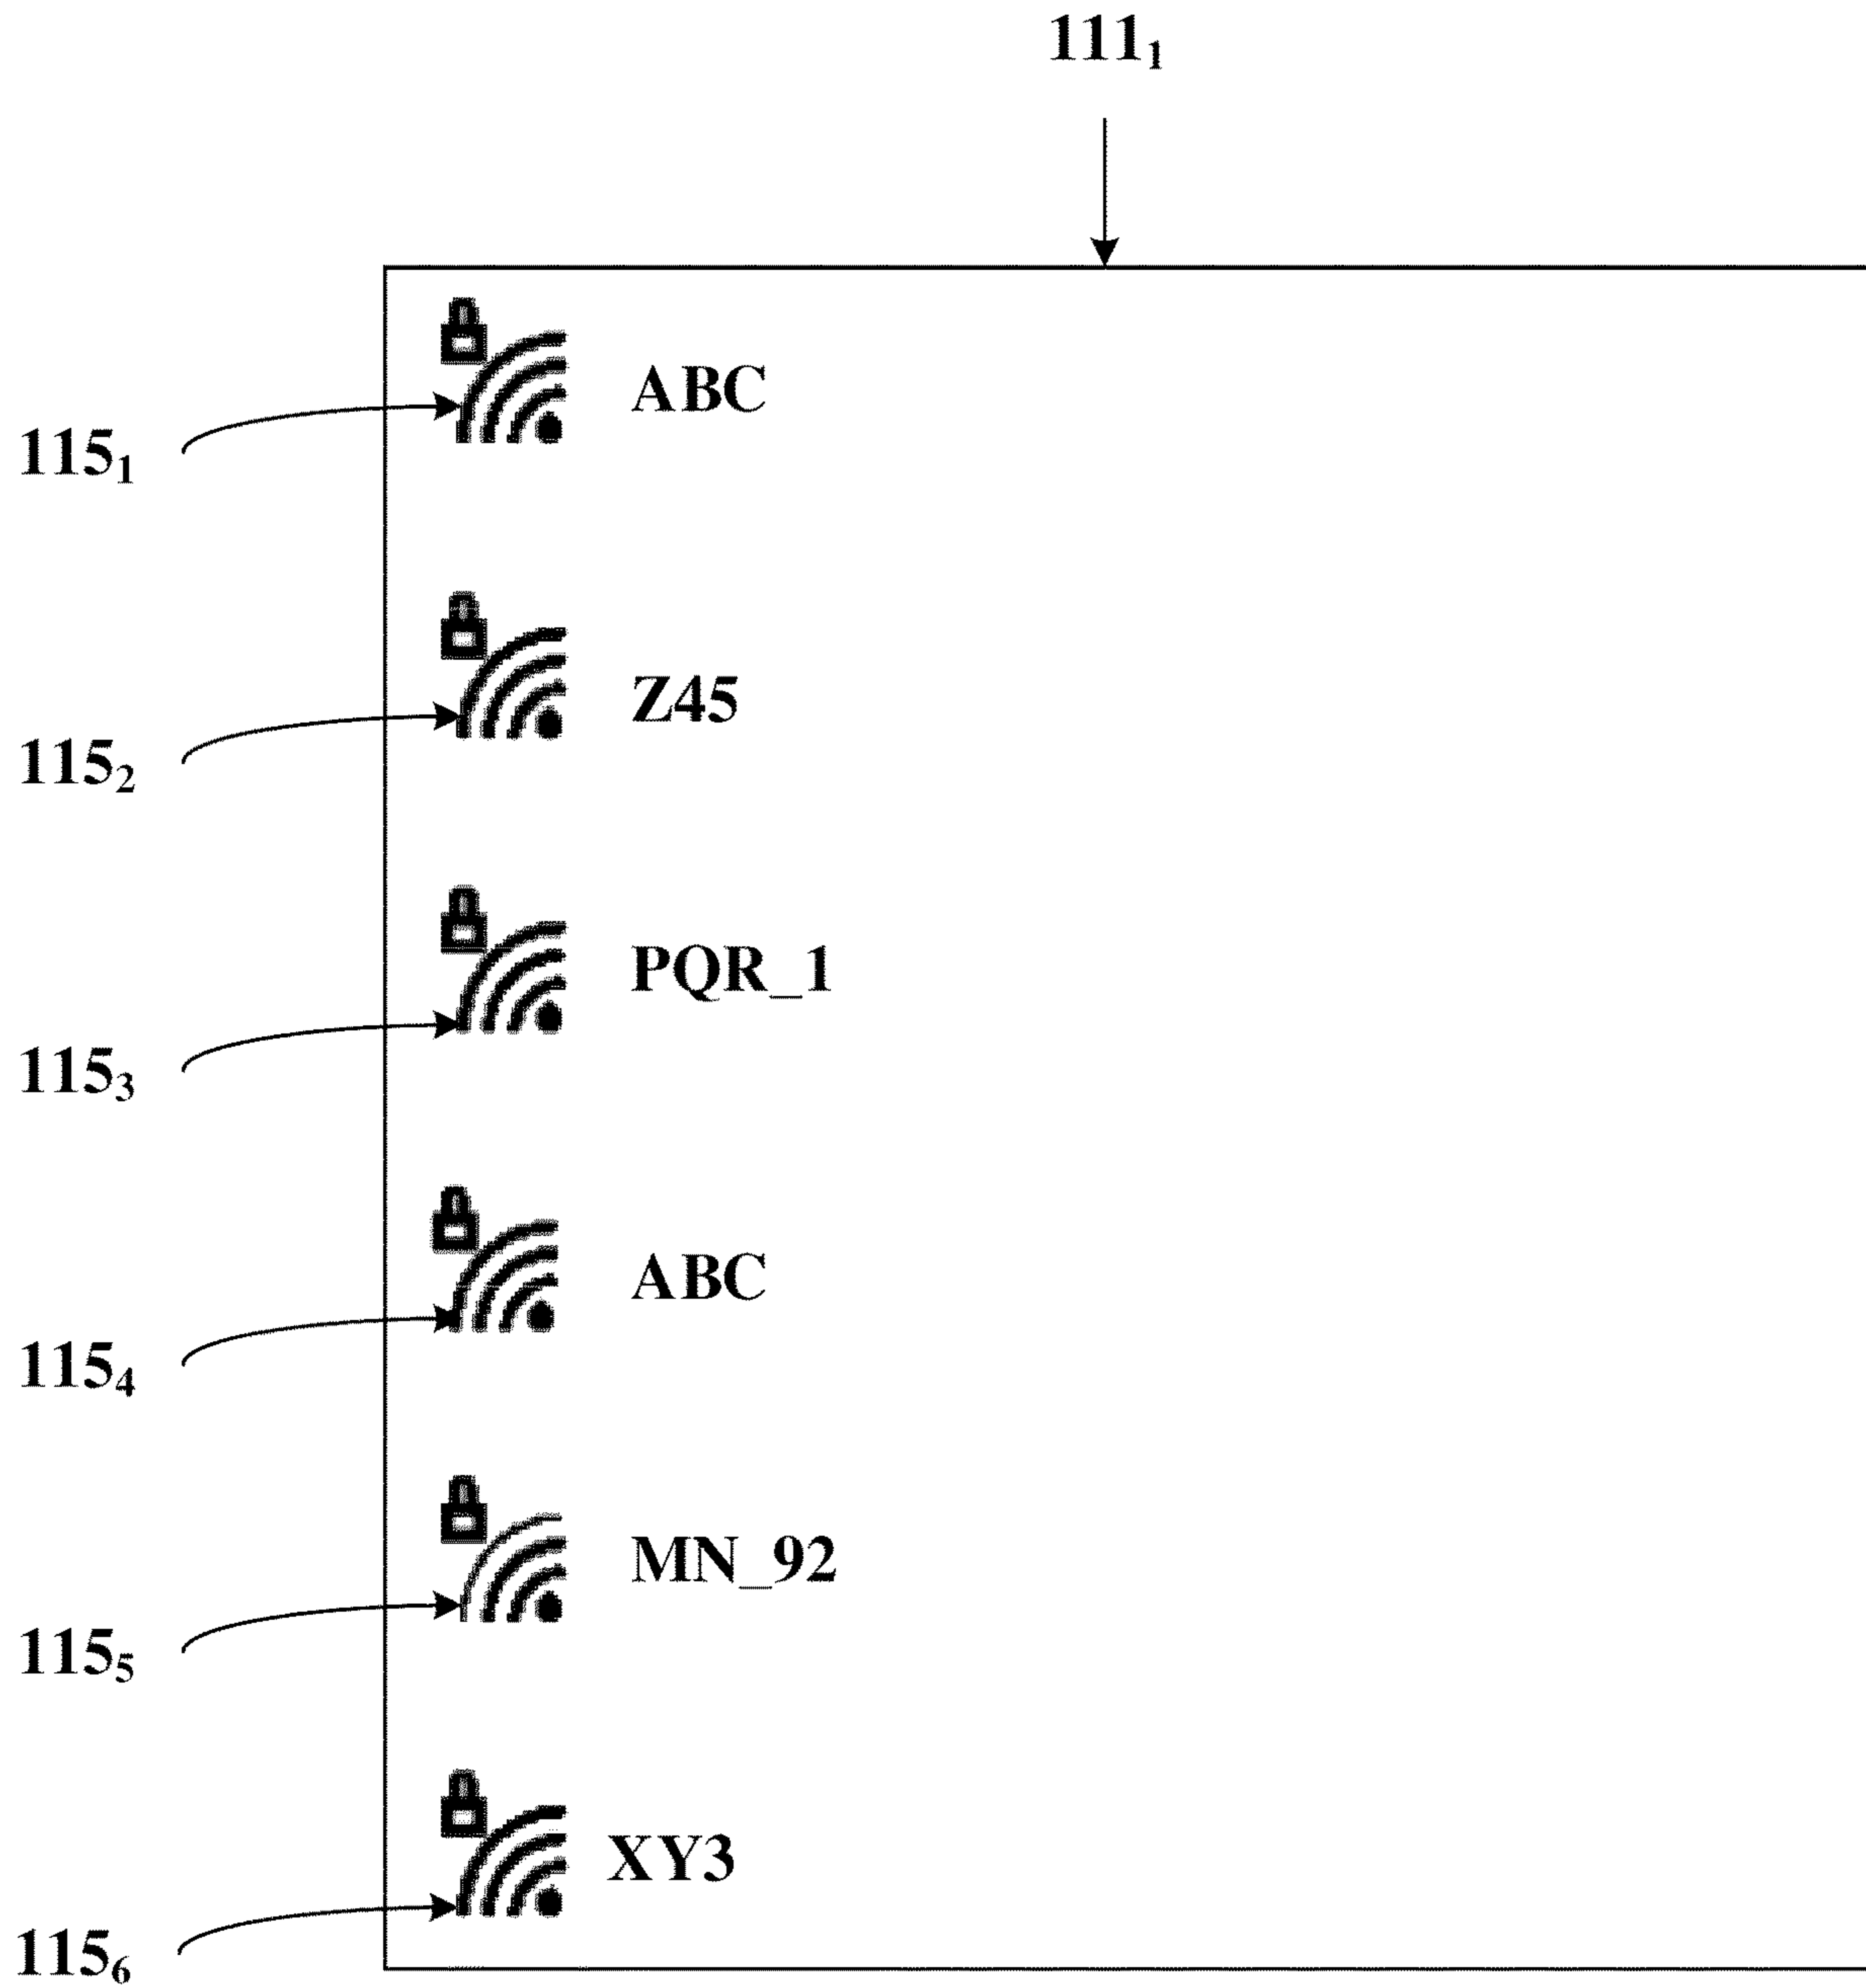 111₁
ABC
115₁
Z45
115₂
PQR_1
115₃
ABC
115₄
MN_92
115₅
XY3
115₆